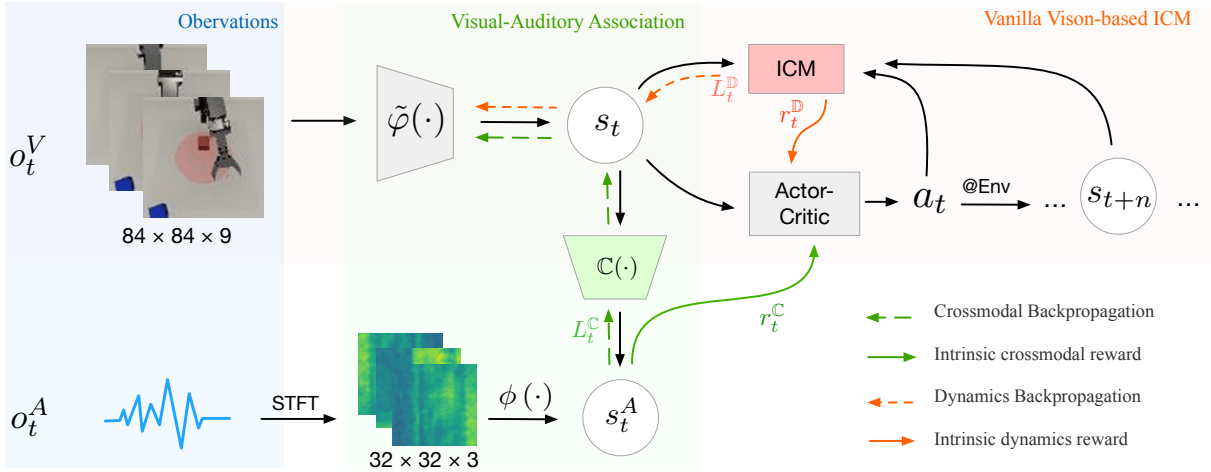 Obervations
Visual-Auditory Association
Vanilla Vison-based ICM
o_t^V
84 × 84 × 9
φ̃(·)
s_t
L_t^𝔻
ICM
r_t^𝔻
Actor-
Critic
a_t
@Env
...
s_{t+n}
...
ℂ(·)
L_t^ℂ
r_t^ℂ
o_t^A
STFT
32 × 32 × 3
ϕ (·)
s_t^A
Crossmodal Backpropagation
Intrinsic crossmodal reward
Dynamics Backpropagation
Intrinsic dynamics reward